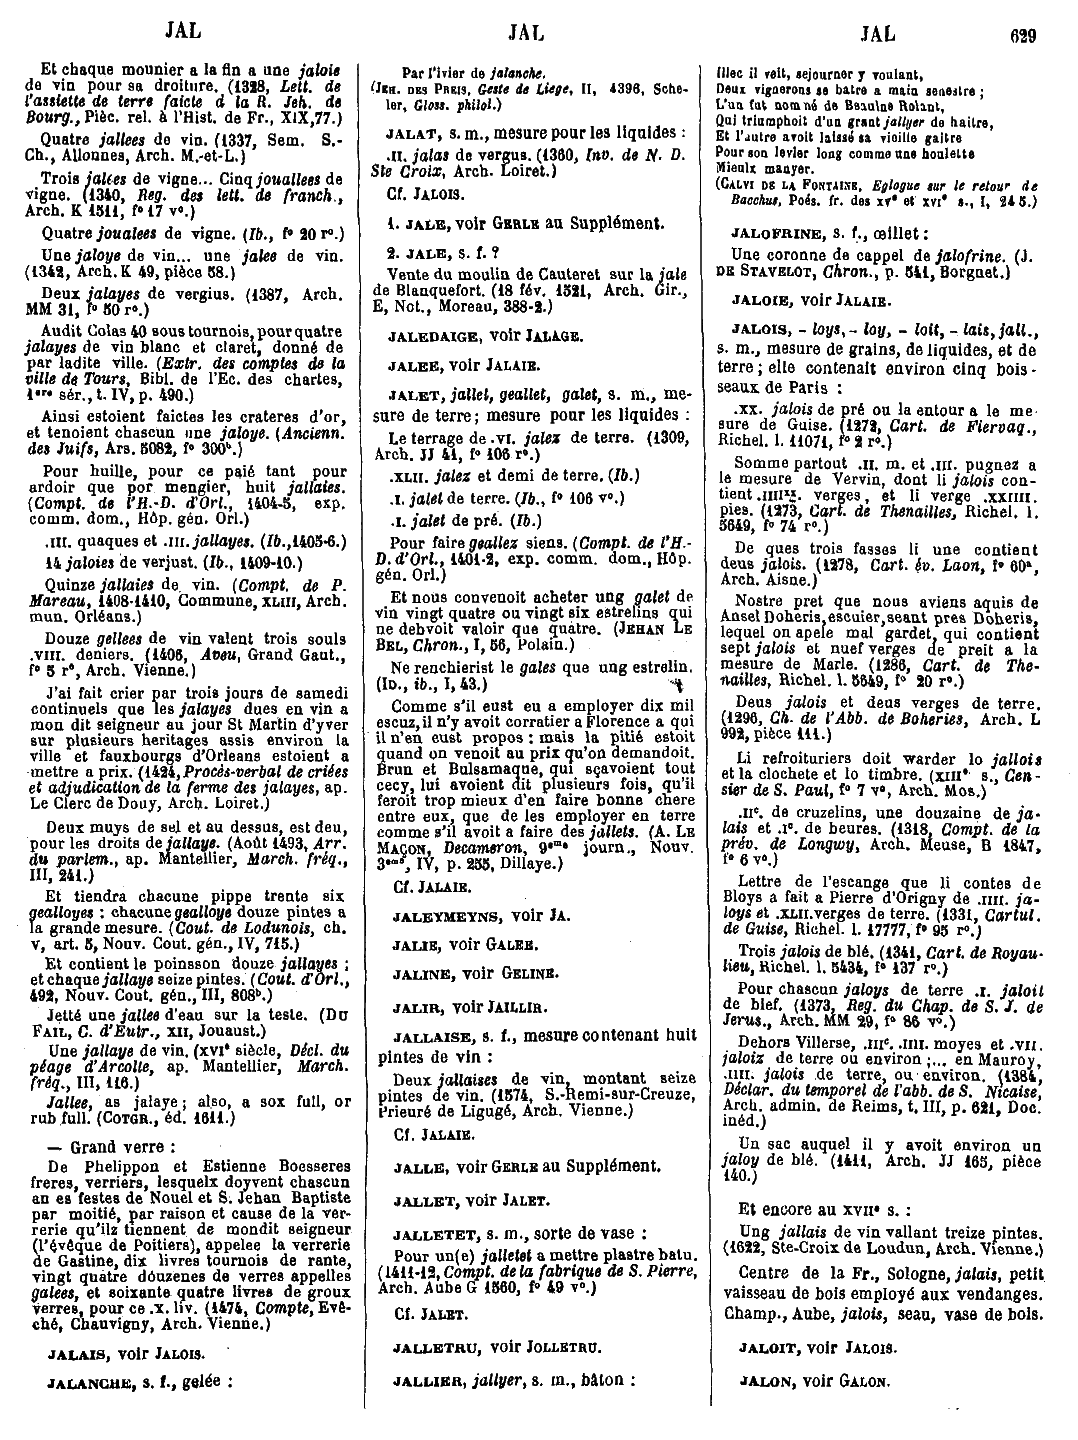 JAL
JAL
JAL
629
Et chaque mounier a la fin a une jalois
de vin pour sa droiture. (1328, Lett. de
l'assiette de terre faicte d la R. Jeh. de
Bourg., Pièc. rel. à l'Hist. de Fr., XIX,77.)
Quatre jallees de vin. (1337, Sem. S.-
Ch., Allonnes, Arch. M.-et-L.)
Trois jalees de vigne... Cinq jouallees de
vigne. (1340, Reg. des lett. de franch.,
Arch. K 1511, f° 17 v°.)
Quatre joualees de vigne. (Ib., f° 20 r°.)
Une jaloye de vin... une jalee de vin.
(1342, Arch. K 49, pièce 58.)
Deux jalayes de vergius. (1387, Arch.
MM 31, f° 50 r°.)
Audit Colas 40 sous tournois, pour quatre
jalayes de vin blanc et claret, donné de
par ladite ville. (Extr. des comptes de la
ville de Tours, Bibl. de l'Ec. des chartes,
1ere sér., t. IV, p. 490.)
Ainsi estoient faictes les crateres d'or,
et tenoient chascun une jaloye. (Ancienn.
des Juifs, Ars. 5082, f° 300b.)
Pour huille, pour ce paié tant pour
ardoir que por mengier, huit jallaies.
(Compt. de l'H.-D. d'Orl., 1404-5, exp.
comm. dom., Hôp. gén. Orl.)
.III. quaques et .III. jallayes. (Ib.,1405-6.)
14 jaloies de verjust. (Ib., 1409-10.)
Quinze jallaies de vin. (Compt. de P.
Mareau, 1408-1410, Commune, XLIII, Arch.
mun. Orléans.)
Douze gellees de vin valent trois souls
.VIII. deniers. (1406, Aveu, Grand Gaut.,
f° 5 r°, Arch. Vienne.)
J'ai fait crier par trois jours de samedi
continuels que les jalayes dues en vin a
mon dit seigneur au jour St Martin d'yver
sur plusieurs heritages assis environ la
ville et fauxbourgs d'Orleans estoient a
mettre a prix. (1424, Procès-verbal de criées
et adjudication de la ferme des jalayes, ap.
Le Clerc de Douy, Arch. Loiret.)
Deux muys de sel et au dessus, est deu,
pour les droits de jallaye. (Août 1493, Arr.
du parlem., ap. Mantellier, March. fréq.,
III, 241.)
Et tiendra chacune pippe trente six
gealloyes : chacune gealloye douze pintes a
la grande mesure. (Cout. de Lodunois, ch.
v, art. 5, Nouv. Cout. gén., IV, 715.)
Et contient le poinsson douze jallayes ;
et chaque jallaye seize pintes. (Cout. d'Orl.,
492, Nouv. Cout. gén., III, 808b.)
Jetté une jallee d'eau sur la teste. (DU
FAIL, C. d'Eutr., XII, Jouaust.)
Une jallaye de vin. (XVIe siècle, Décl. du
péage d'Arcolle, ap. Mantellier, March.
fréq., III, 116.)
Jallee, as jalaye; also, a sox full, or
rub full. (COTGR., éd. 1611.)
— Grand verre :
De Phelippon et Estienne Boesseres
freres, verriers, lesquelx doyvent chascun
an es festes de Nouel et S. Jehan Baptiste
par moitié, par raison et cause de la ver-
rerie qu'ilz tiennent de mondit seigneur
(l'évêque de Poitiers), appelee la verrerie
de Gastine, dix livres tournois de rante,
vingt quatre douzenes de verres appelles
galees, et soixante quatre livres de groux
verres, pour ce .x. liv. (1474, Compte, Evê-
ché, Chauvigny, Arch. Vienne.)
JALAIS, voir JALOIS.
JALANCHE, s. f., gelée :
Par l'ivier de jalanche.
(JEH. DES PREIS, Geste de Liege, II, 4396, Sche-
ler, Gloss. philol.)
JALAT, s. m., mesure pour les liquides :
.II. jalas de vergus. (1360, Inv. de N. D.
Ste Croix, Arch. Loiret.)
Cf. JALOIS.
1. JALE, voir GERLE au Supplément.
2. JALE, s. f. ?
Vente du moulin de Cauteret sur la jale
de Blanquefort. (18 fév. 1521, Arch. Gir.,
E, Not., Moreau, 388-2.)
JALEDAIGE, voir JALAGE.
JALEE, voir JALAIE.
JALET, jallet, geallet, galet, s. m., me-
sure de terre; mesure pour les liquides :
Le terrage de .VI. jalez de terre. (1309,
Arch. JJ 41, f° 106 r°.)
.XLII. jalez et demi de terre. (Ib.)
.I. jalet de terre. (Ib., f° 106 v°.)
.I. jalet de pré. (Ib.)
Pour faire geallez siens. (Compt. de l'H.-
D. d'Orl., 1401-2, exp. comm. dom., Hôp.
gén. Orl.)
Et nous convenoit acheter ung galet de
vin vingt quatre ou vingt six estrelins qui
ne debvoit valoir que quatre. (JEHAN LE
BEL, Chron., I, 56, Polain.)
Ne renchierist le gales que ung estrelin.
(ID., ib., I, 43.)
Comme s'il eust eu a employer dix mil
escuz, il n'y avoit corratier a Florence a qui
il n'en eust propos : mais la pitié estoit
quand on venoit au prix qu'on demandoit.
Brun et Bulsamaque, qui sçavoient tout
cecy, lui avoient dit plusieurs fois, qu'il
feroit trop mieux d'en faire bonne chere
entre eux, que de les employer en terre
comme s'il avoit a faire des jallets. (A. LE
MAÇON, Decameron, 9eme journ., Nouv.
3eme, IV, p. 255, Dillaye.)
Cf. JALAIE.
JALEYMEYNS, voir JA.
JALIE, voir GALEE.
JALINE, voir GELINE.
JALIR, voir JAILLIR.
JALLAISE, s. f., mesure contenant huit
pintes de vin :
Deux jallaises de vin, montant seize
pintes de vin. (1574, S.-Remi-sur-Creuze,
Prieuré de Ligugé, Arch. Vienne.)
Cf. JALAIE.
JALLE, voir GERLE au Supplément.
JALLET, voir JALET.
JALLETET, s. m., sorte de vase :
Pour un(e) jalletet a mettre plastre batu.
(1411-12, Compt. de la fabrique de S. Pierre,
Arch. Aube G 1560, f° 49 v°.)
Cf. JALET.
JALLETRU, voir JOLLETRU.
JALLIER, jallyer, s. m., bâton :
Illec il veit, sejourner y voulant,
Deux vignerons se batre a main senestre ;
L'un fut nommé de Beaulne Rolant,
Qui triumphoit d'un grant jallyer de haitre,
Et l'autre avoit laissé sa vieille gaitre
Pour son levier long comme une houlette
Mieulx manyer.
(CALVI DE LA FONTAINE, Eglogue sur le retour de
Bacchus, Poés. fr. des XVe et XVIe s., I, 245.)
JALOFRINE, s. f., œillet :
Une coronne de cappel de jalofrine. (J.
DE STAVELOT, Chron., p. 541, Borgnet.)
JALOIE, voir JALAIE.
JALOIS, - loys, - loy, - loit, - lais, jall.,
s. m., mesure de grains, de liquides, et de
terre ; elle contenait environ cinq bois-
seaux de Paris :
.XX. jalois de pré ou la entour a le me-
sure de Guise. (1272, Cart. de Flervaq.,
Richel. l. 11071, f° 2 r°.)
Somme partout .II. m. et .III. pugnez a
le mesure de Vervin, dont li jalois con-
tient .IIIIxx. verges, et li verge .XXIIII.
pies. (1273, Cart. de Thenailles, Richel. l.
5649, f° 74 r°.)
De ques trois fasses li une contient
deus jalois. (1278, Cart. év. Laon, f° 60a,
Arch. Aisne.)
Nostre pret que nous aviens aquis de
Ansel Doheris, escuier, seant pres Doheris,
lequel on apele mal gardet, qui contient
sept jalois et nuef verges de preit a la
mesure de Marle. (1286, Cart. de The-
nailles, Richel. l. 5649, f° 20 r°.)
Deus jalois et deus verges de terre.
(1296, Ch. de l'Abb. de Boheries, Arch. L
992, pièce 111.)
Li refroituriers doit warder lo jallois
et la clochete et lo timbre. (XIIIe s., Cen-
sier de S. Paul, f° 7 v°, Arch. Mos.)
.IIc. de cruzelins, une douzaine de ja-
lais et .Ie. de beures. (1318, Compt. de la
prév. de Longwy, Arch. Meuse, B 1847,
f° 6 v°.)
Lettre de l'escange que li contes de
Bloys a fait a Pierre d'Origny de .IIII. ja-
loys et .XLII. verges de terre. (1331, Cartul.
de Guise, Richel. l. 17777, f° 95 r°.)
Trois jalois de blé. (1341, Cart. de Royau-
lieu, Richel. l. 5434, f° 137 r°.)
Pour chascun jaloys de terre .I. jaloit
de blef. (1373, Reg. du Chap. de S. J. de
Jerus., Arch. MM 29, f° 86 v°.)
Dehors Villerse, .IIIc. .IIII. moyes et .VII.
jaloiz de terre ou environ ;... en Mauroy,
.IIII. jalois de terre, ou environ. (1384,
Déclar. du temporel de l'abb. de S. Nicaise,
Arch. admin. de Reims, t. III, p. 621, Doc.
inéd.)
Un sac auquel il y avoit environ un
jaloy de blé. (1411, Arch. JJ 165, pièce
140.)
Et encore au XVIIe s. :
Ung jallais de vin vallant treize pintes.
(1622, Ste-Croix de Loudun, Arch. Vienne.)
Centre de la Fr., Sologne, jalais, petit
vaisseau de bois employé aux vendanges.
Champ., Aube, jalois, seau, vase de bois.
JALOIT, voir JALOIS.
JALON, voir GALON.